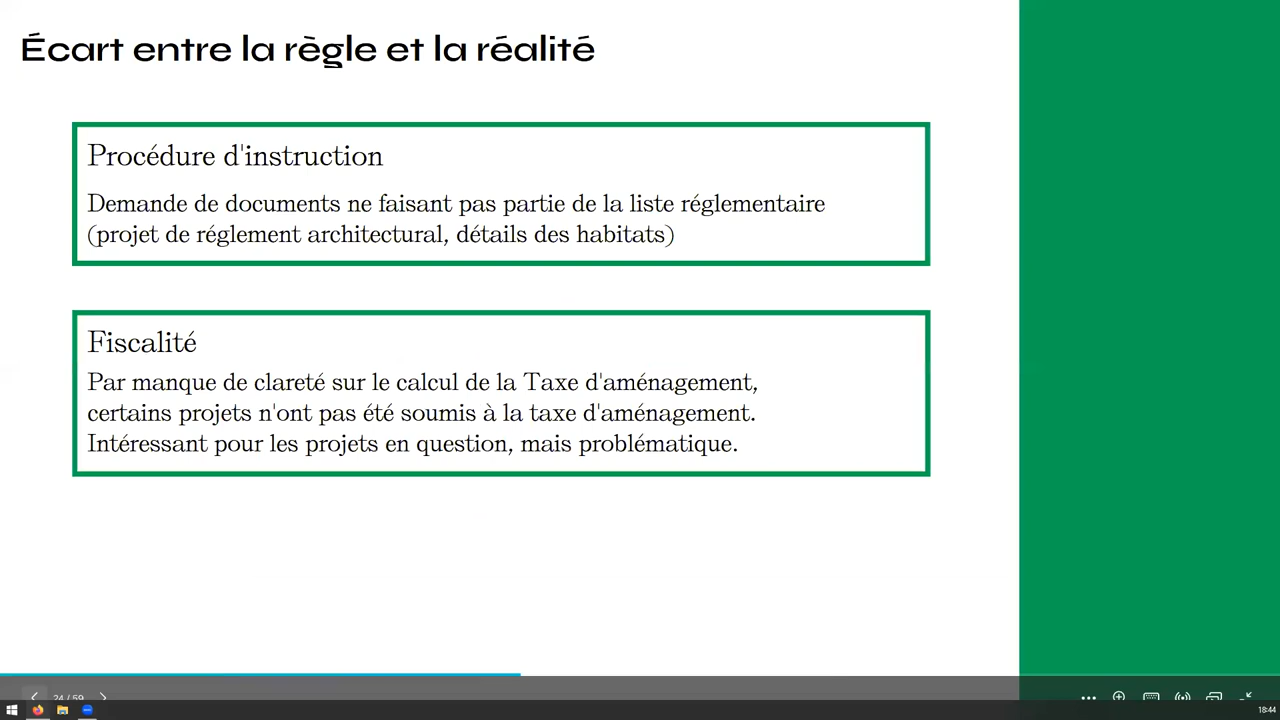 Écart entre la règle et la réalité
Procédure d'instruction
Demande de documents ne faisant pas partie de la liste réglementaire
(projet de réglement architectural, détails des habitats)
Fiscalité
Par manque de clareté sur le calcul de la Taxe d'aménagement,
certains projets n'ont pas été soumis à la taxe d'aménagement.
Intéressant pour les projets en question, mais problématique.
24 / 59
18:44